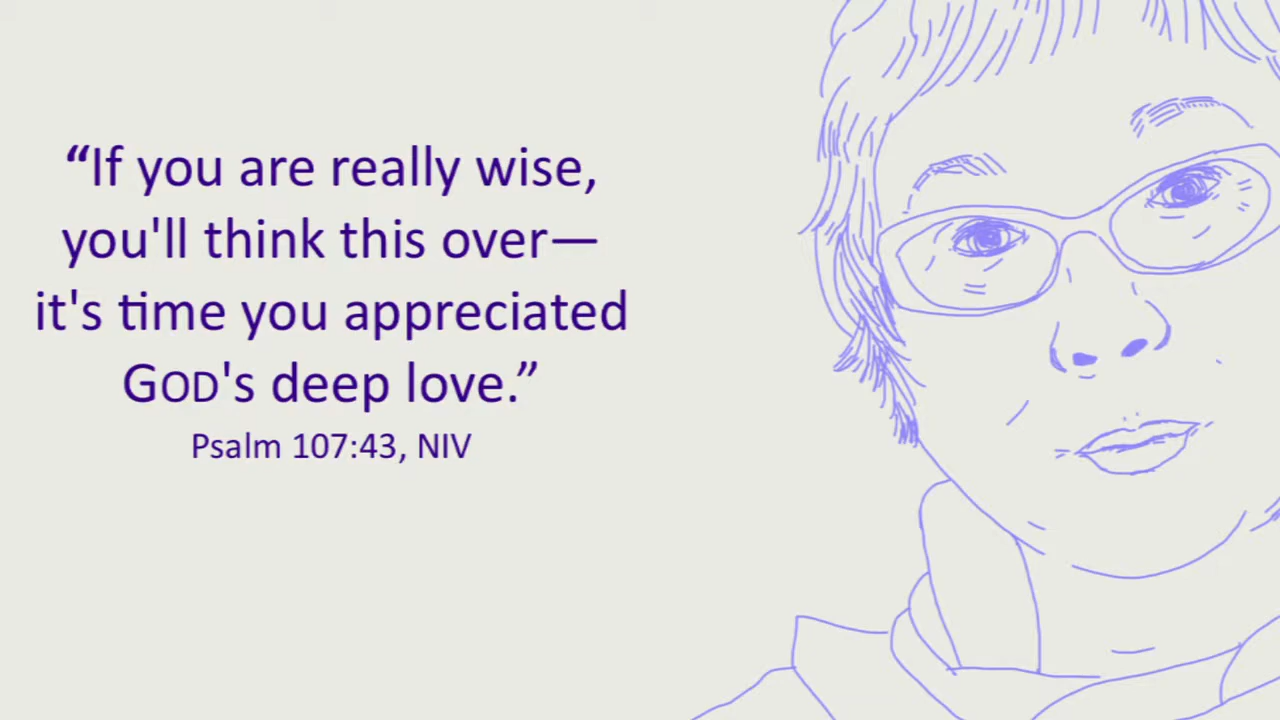 “If you are really wise,
you'll think this over—
it's time you appreciated
GOD's deep love.”
Psalm 107:43, NIV